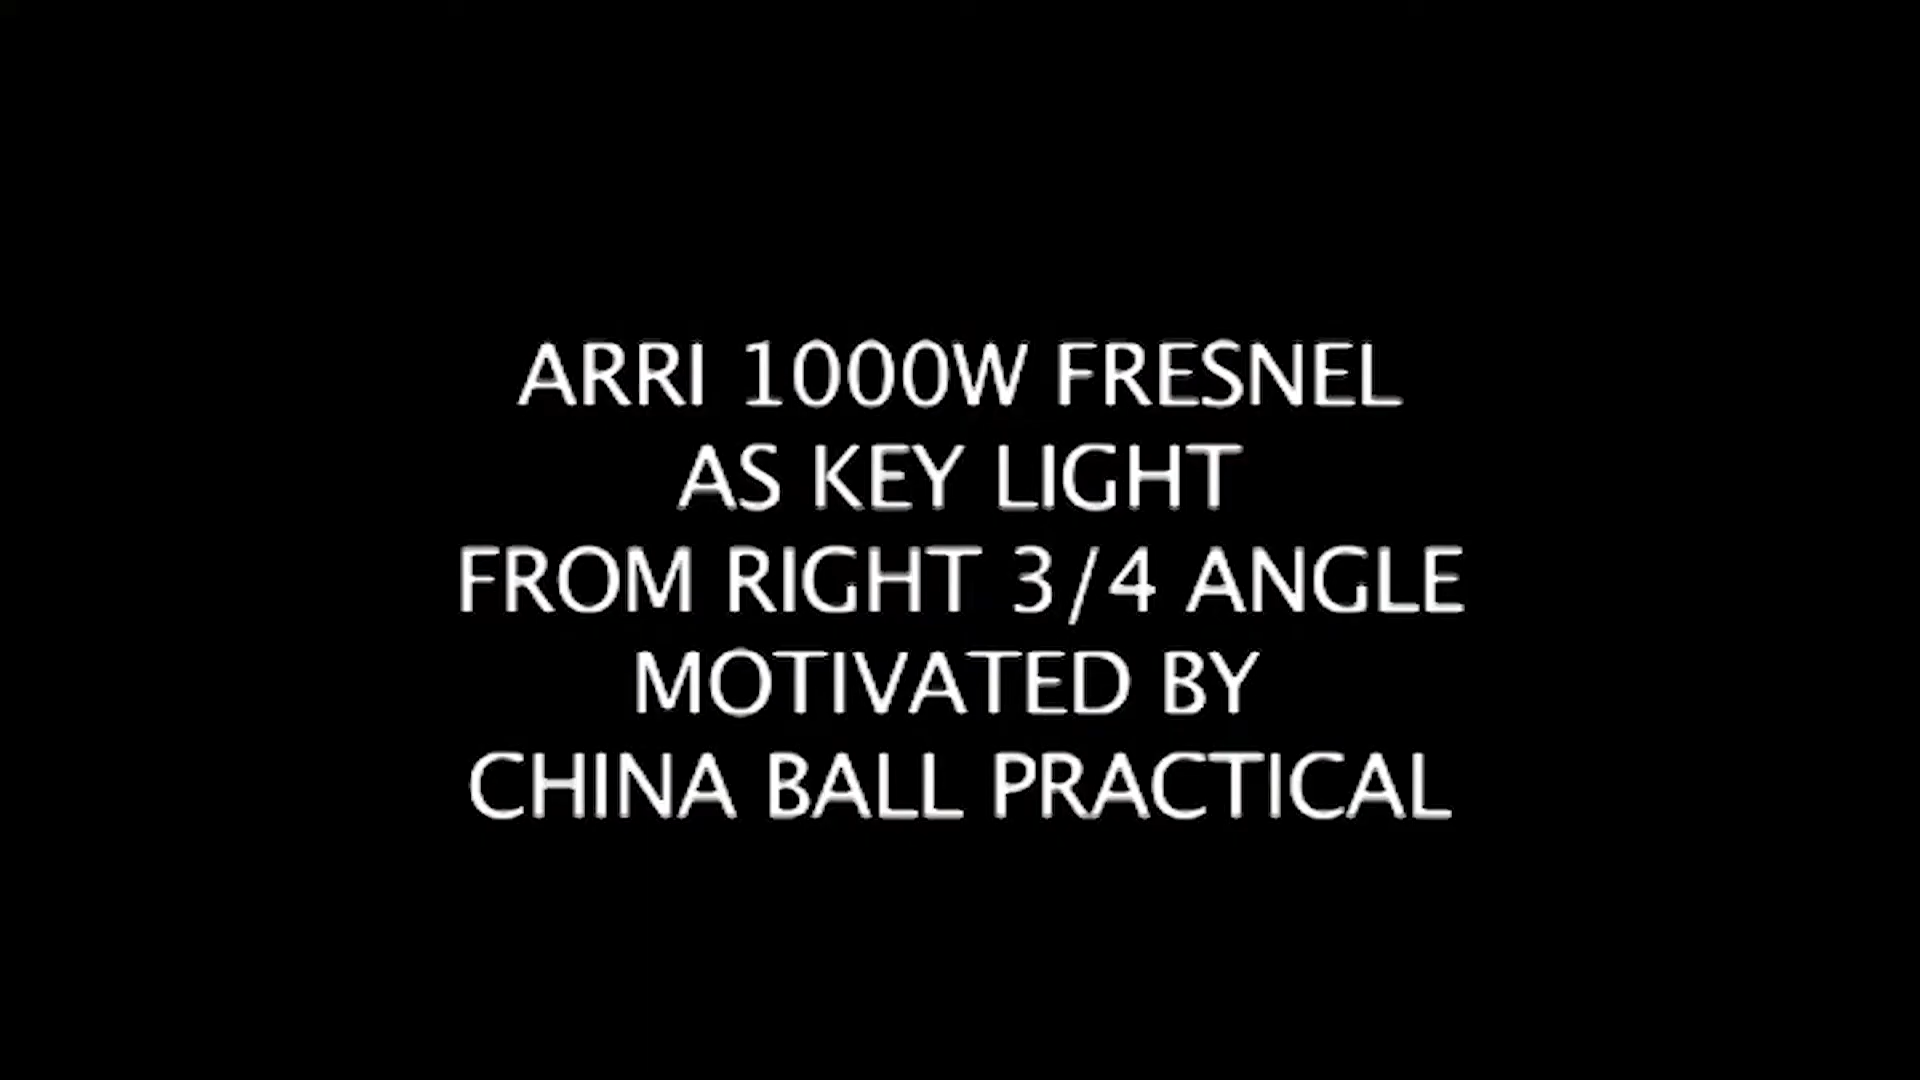 ARRI 1000W FRESNEL
AS KEY LIGHT
FROM RIGHT 3/4 ANGLE
MOTIVATED BY
CHINA BALL PRACTICAL